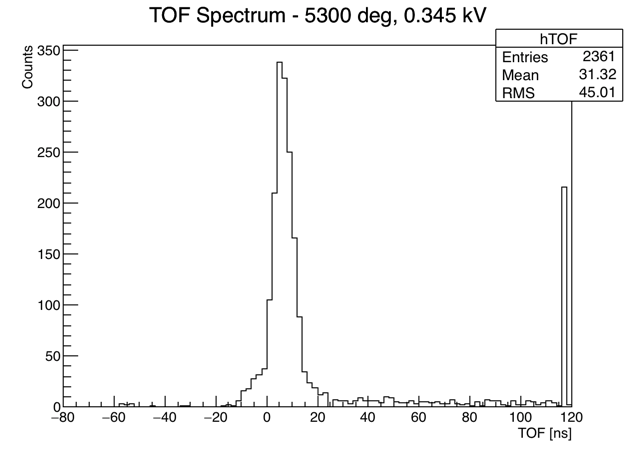 TOF Spectrum - 5300 deg, 0.345 kV
hTOF
Entries 2361
Mean 31.32
RMS 45.01
Counts
350
300
250
200
150
100
50
0
−80 −60 −40 −20 0 20 40 60 80 100 120
TOF [ns]